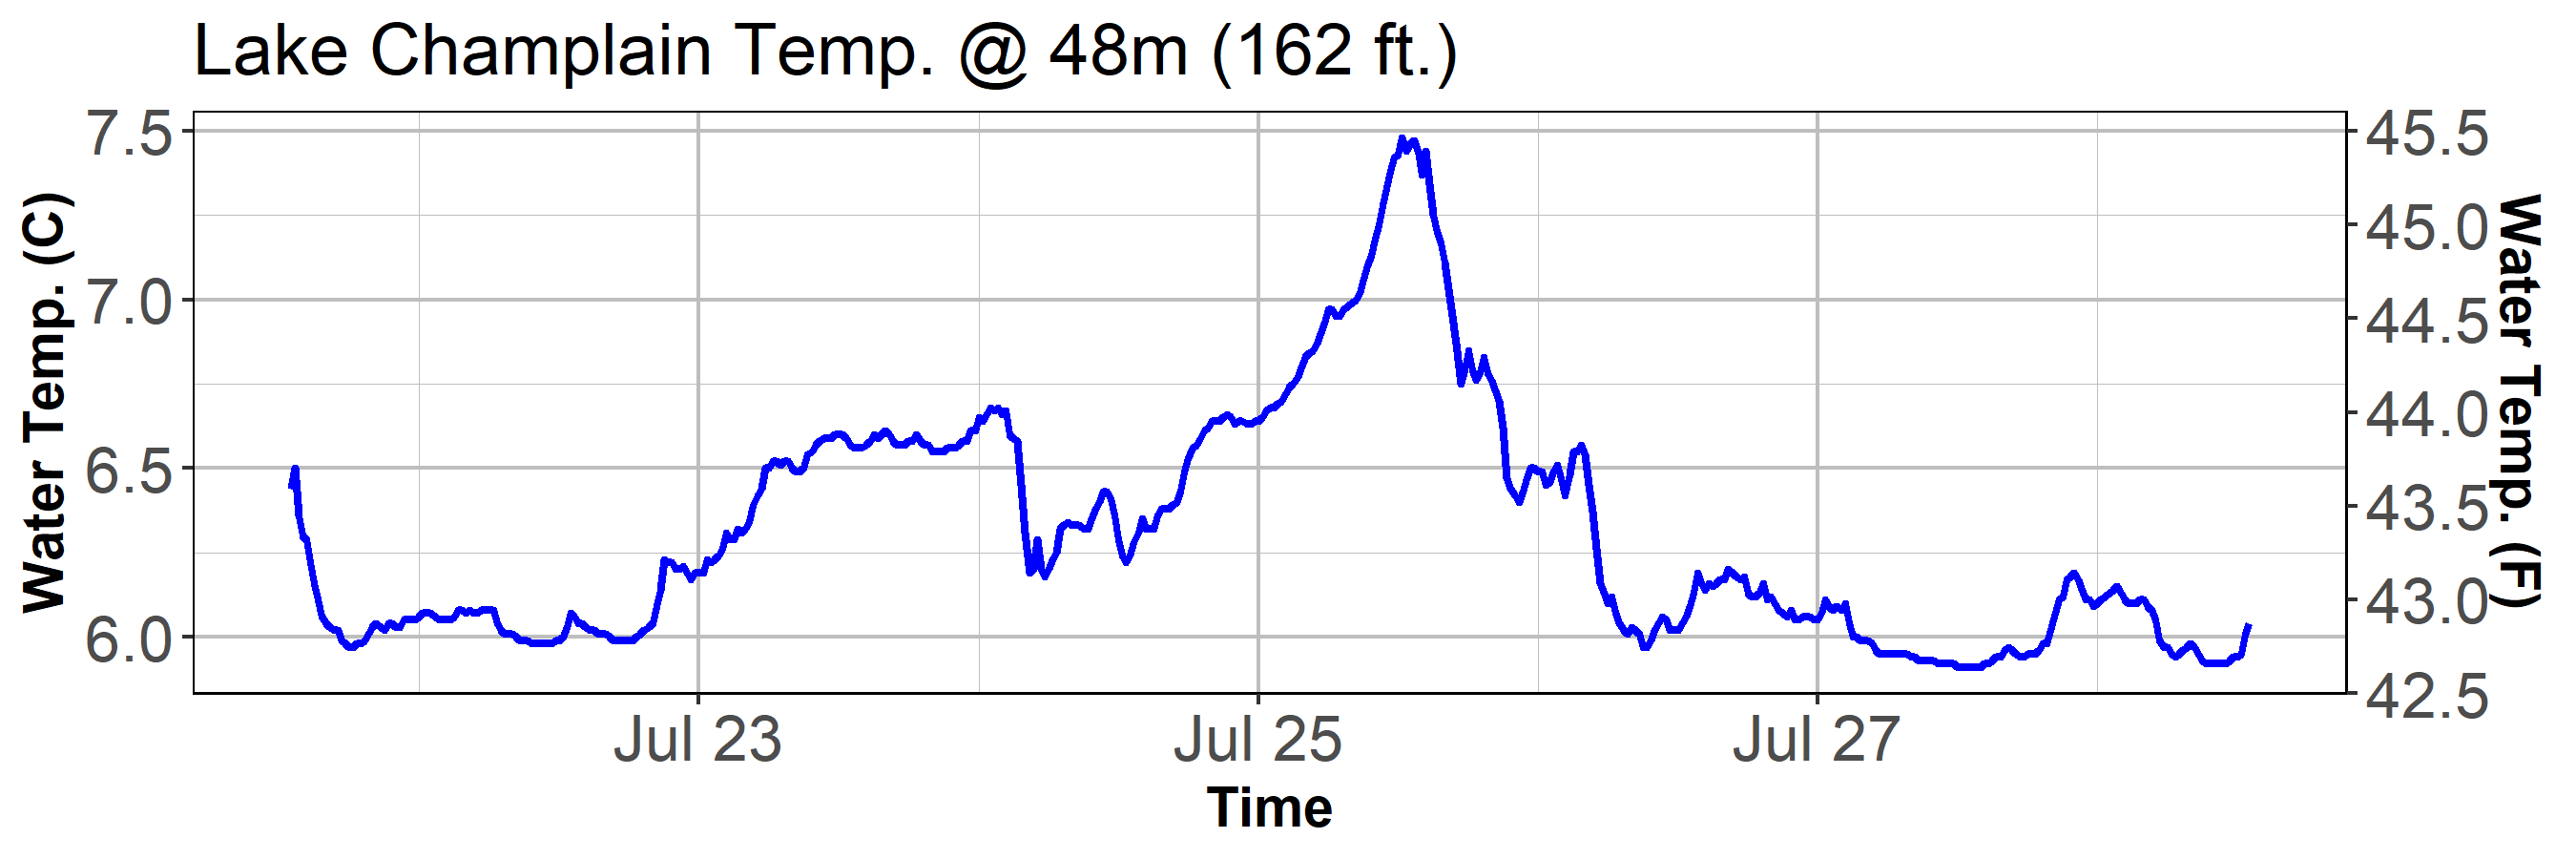 Lake Champlain Temp. @ 48m (162 ft.)
Water Temp. (C)
7.5
7.0
6.5
6.0
45.5
45.0
44.5
44.0
43.5
43.0
42.5
Water Temp. (F)
Jul 23
Jul 25
Jul 27
Time